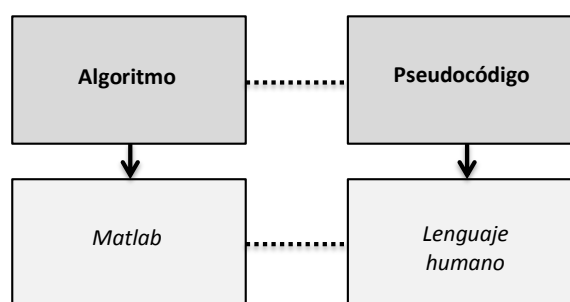 Algoritmo
Pseudocódigo
Matlab
Lenguaje
humano